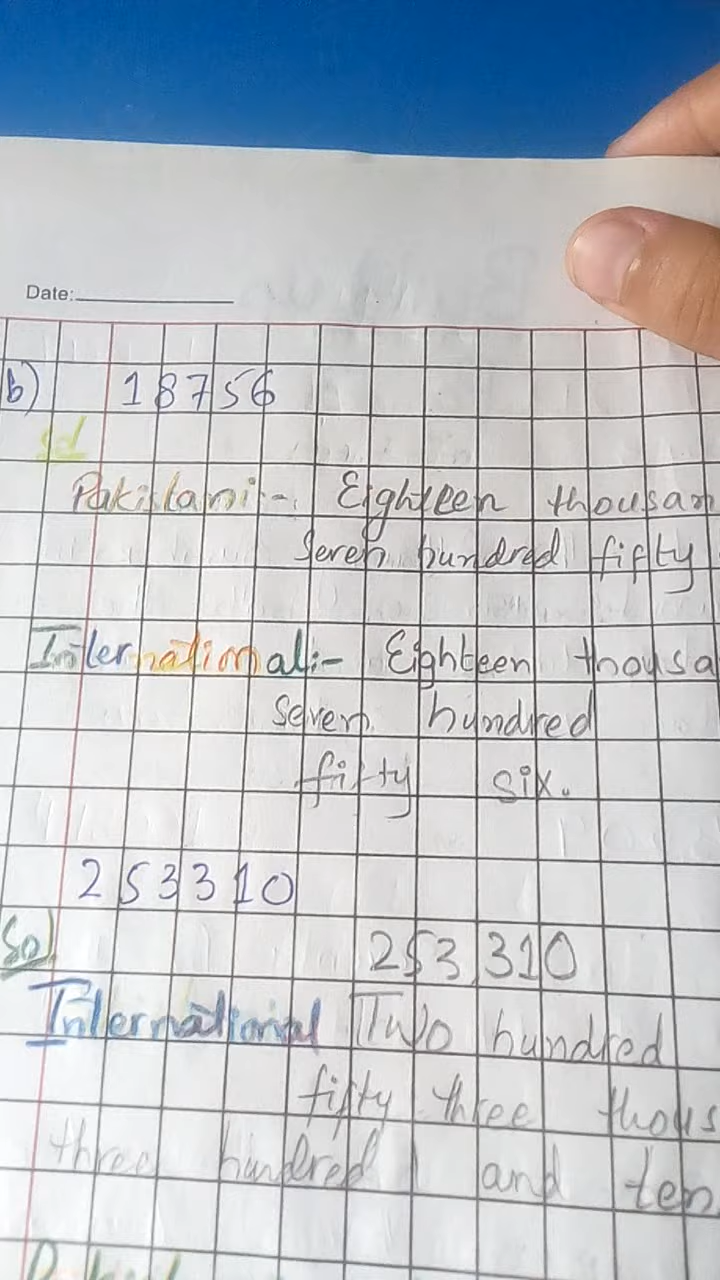 Date:
b) 18756
Sol
Pakistani:- Eighteen thousan
Seven hundred fifty
International:- Eighteen thousa
Seven hundred
fifty six.
253310
Sol
253,310
International Two hundred
fifty three thous
three hundred and ten